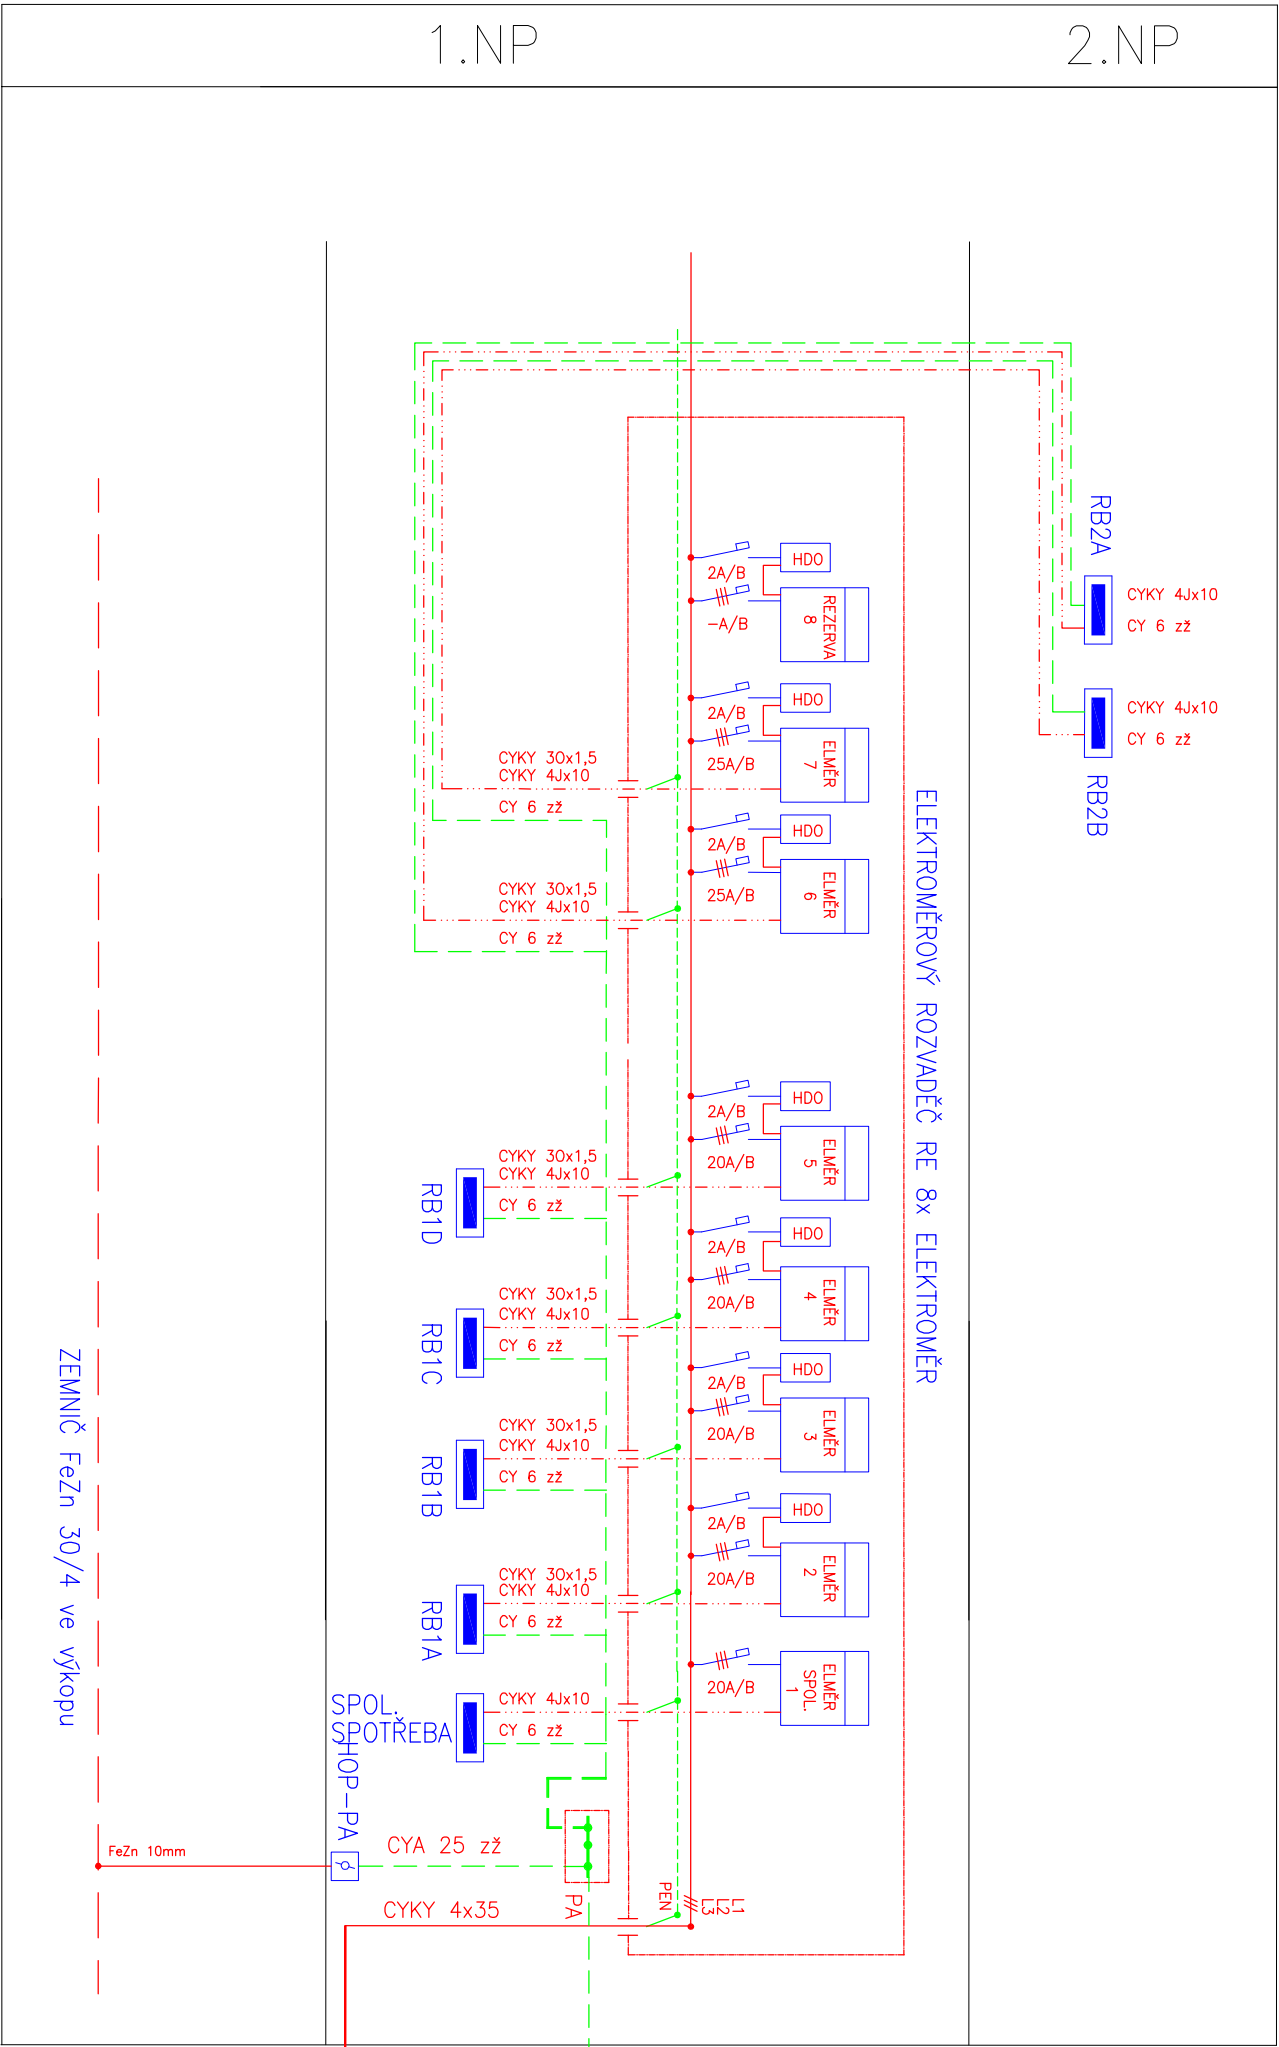 1.NP
2.NP
RB2A
CYKY 4Jx10
CY 6 zž
CYKY 4Jx10
CY 6 zž
RB2B
ELEKTROMĚROVÝ ROZVADĚČ RE 8x ELEKTROMĚR
HDO
2A/B
REZERVA
8
-A/B
HDO
2A/B
ELMĚR
7
25A/B
CYKY 3Ox1,5
CYKY 4Jx10
CY 6 zž
HDO
2A/B
ELMĚR
6
25A/B
CYKY 3Ox1,5
CYKY 4Jx10
CY 6 zž
HDO
2A/B
ELMĚR
5
20A/B
CYKY 3Ox1,5
CYKY 4Jx10
CY 6 zž
RB1D
HDO
2A/B
ELMĚR
4
20A/B
CYKY 3Ox1,5
CYKY 4Jx10
CY 6 zž
RB1C
HDO
2A/B
ELMĚR
3
20A/B
CYKY 3Ox1,5
CYKY 4Jx10
CY 6 zž
RB1B
HDO
2A/B
ELMĚR
2
20A/B
CYKY 3Ox1,5
CYKY 4Jx10
CY 6 zž
RB1A
ELMĚR
SPOL.
1
20A/B
CYKY 4Jx10
CY 6 zž
SPOL.
SPOTŘEBA
HOP-PA
ZEMNIČ FeZn 30/4 ve výkopu
FeZn 10mm
CYA 25 zž
PA
CYKY 4x35
PEN
L1
L2
L3